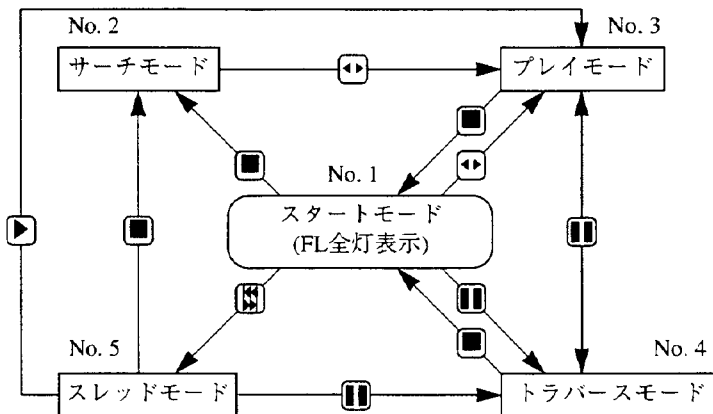 No. 2
No. 3
サーチモード
プレイモード
No. 1
スタートモード
(FL全灯表示)
No. 5
No. 4
スレッドモード
トラバースモード